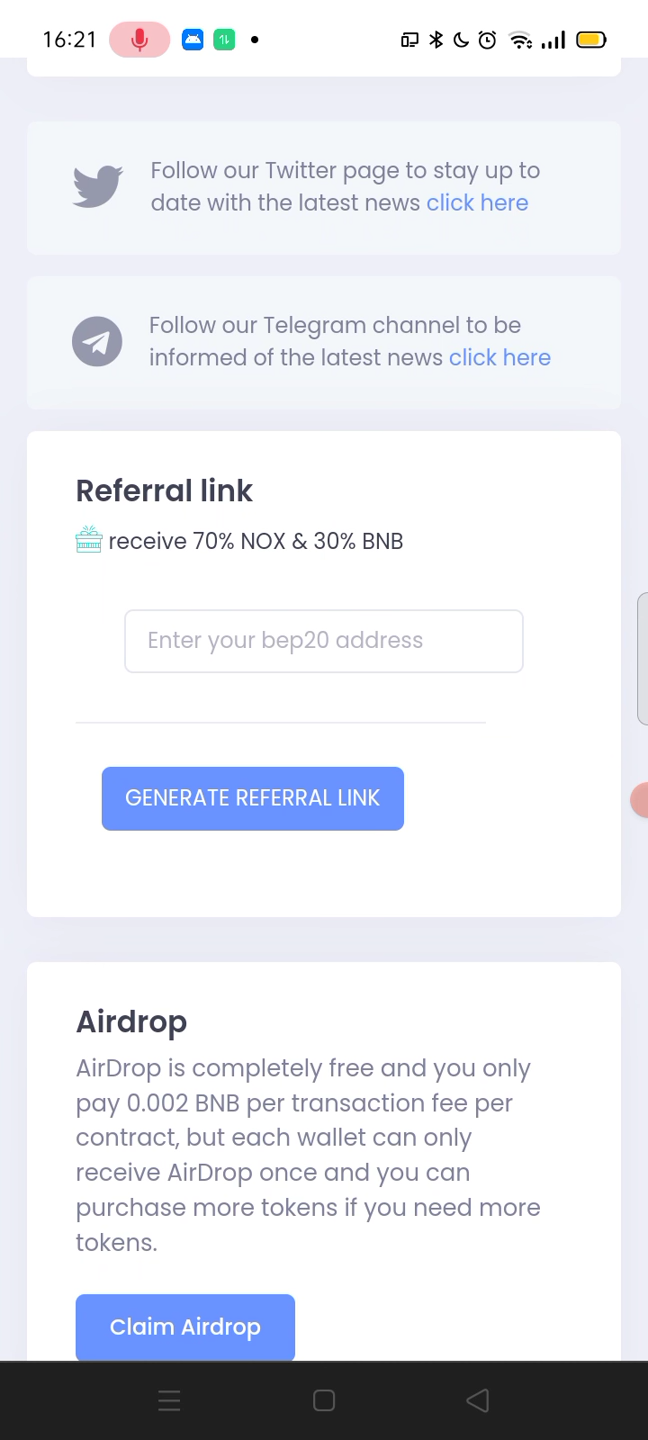 16:21
Follow our Twitter page to stay up to
date with the latest news click here
Follow our Telegram channel to be
informed of the latest news click here
Referral link
receive 70% NOX & 30% BNB
Enter your bep20 address
GENERATE REFERRAL LINK
Airdrop
AirDrop is completely free and you only
pay 0.002 BNB per transaction fee per
contract, but each wallet can only
receive AirDrop once and you can
purchase more tokens if you need more
tokens.
Claim Airdrop